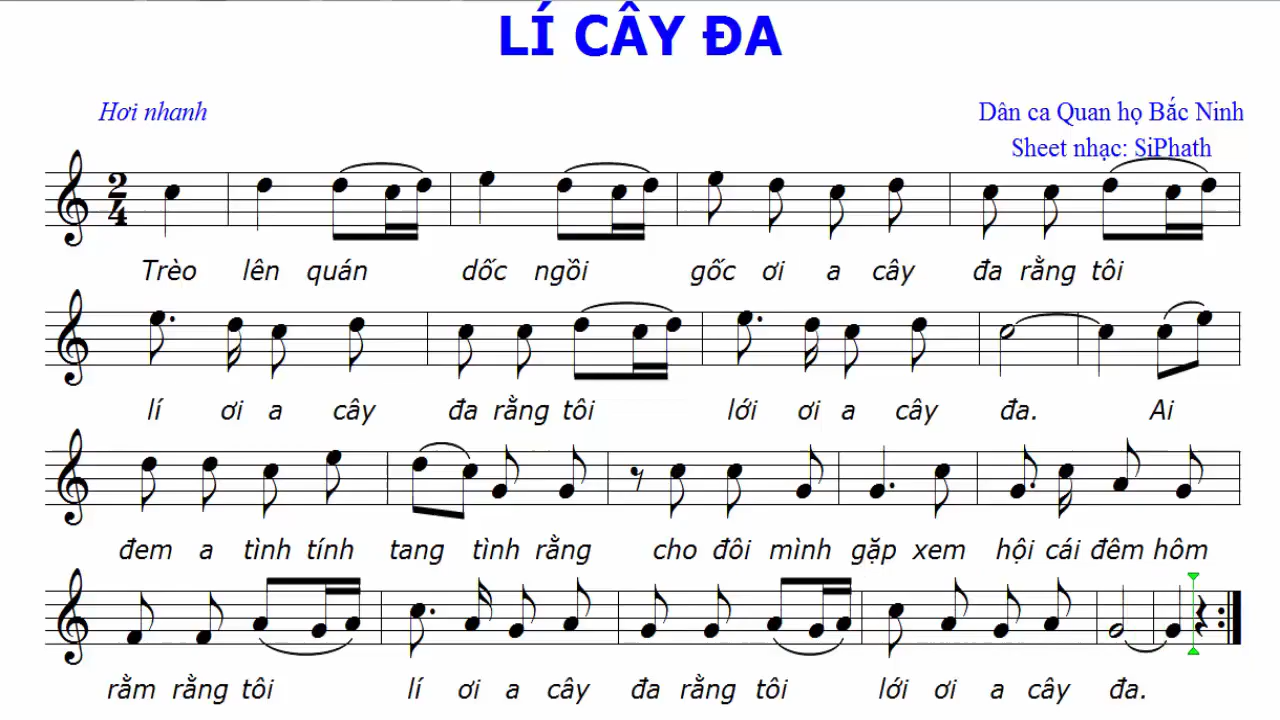 LÍ CÂY ĐA
Hơi nhanh
Dân ca Quan họ Bắc Ninh
Sheet nhạc: SiPhath
2
4
Trèo lên quán dốc ngồi gốc ơi a cây đa rằng tôi
lí ơi a cây đa rằng tôi lới ơi a cây đa. Ai
đem a tình tính tang tình rằng cho đôi mình gặp xem hội cái đêm hôm
rằm rằng tôi lí ơi a cây đa rằng tôi lới ơi a cây đa.